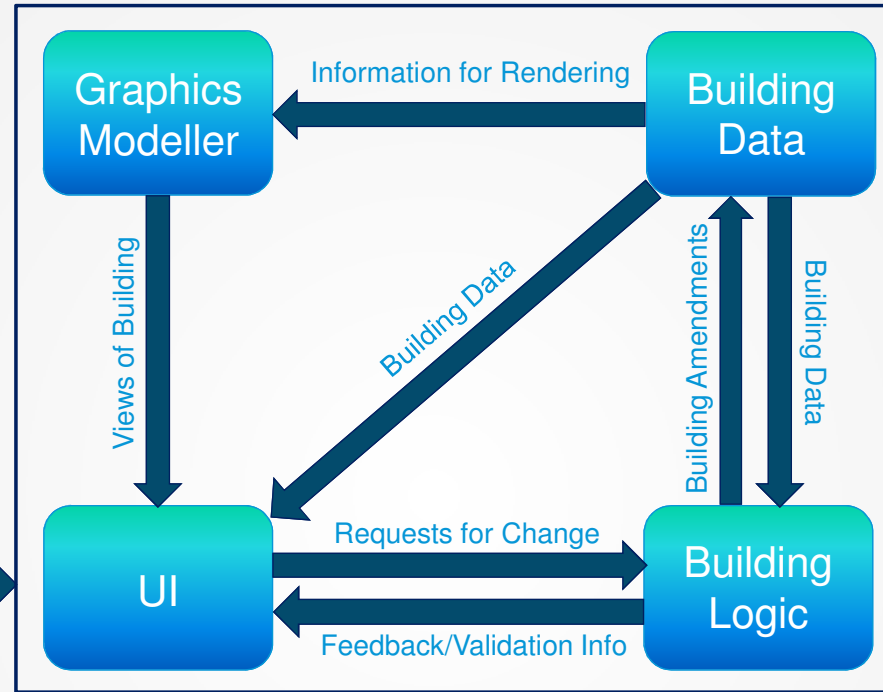 Graphics
Modeller
Information for Rendering
Building
Data
Views of Building
Building Data
Building Amendments
Building Data
UI
Requests for Change
Feedback/Validation Info
Building
Logic